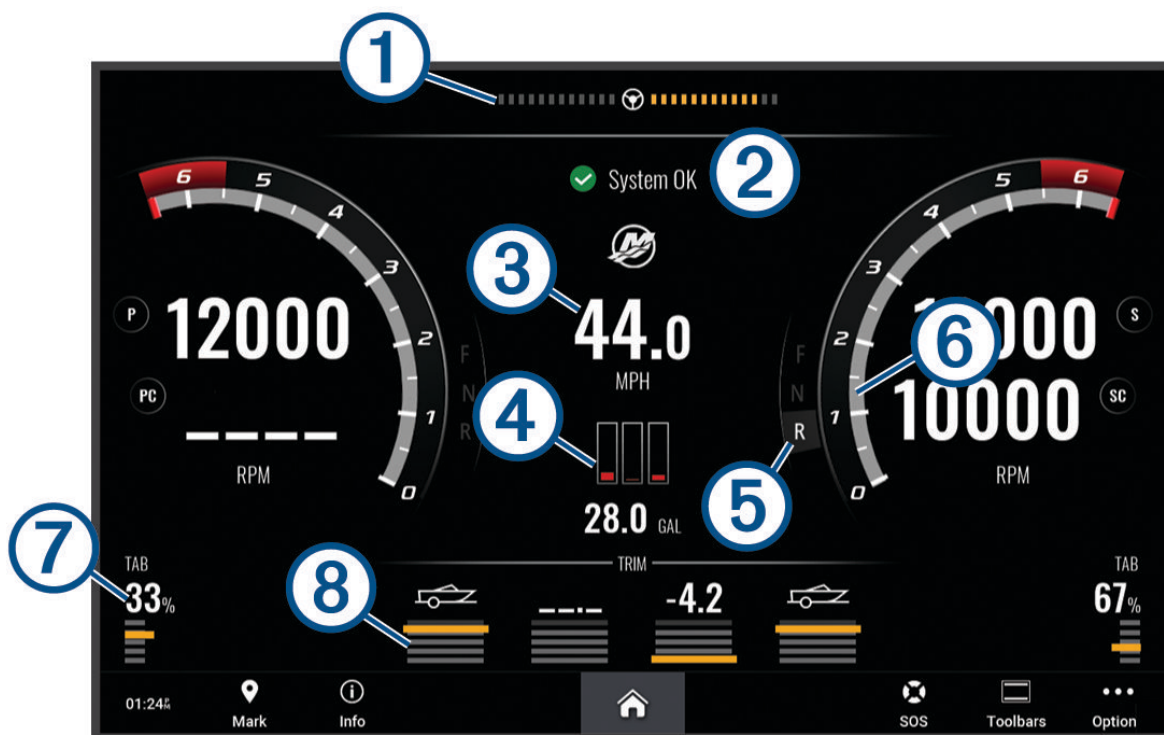 1
2
System OK
6 5 4 3 2 1 0
5 6 4 3 2 1 0
3
P
12000
44.0
MPH
000
S
6
PC
– – – –
RPM
F
N
R
F
N
R
10000
SC
RPM
4
5
28.0 GAL
7
8
TRIM
TAB
33%
--.-
-4.2
TAB
67%
01:24
Mark
Info
SOS
Toolbars
Option